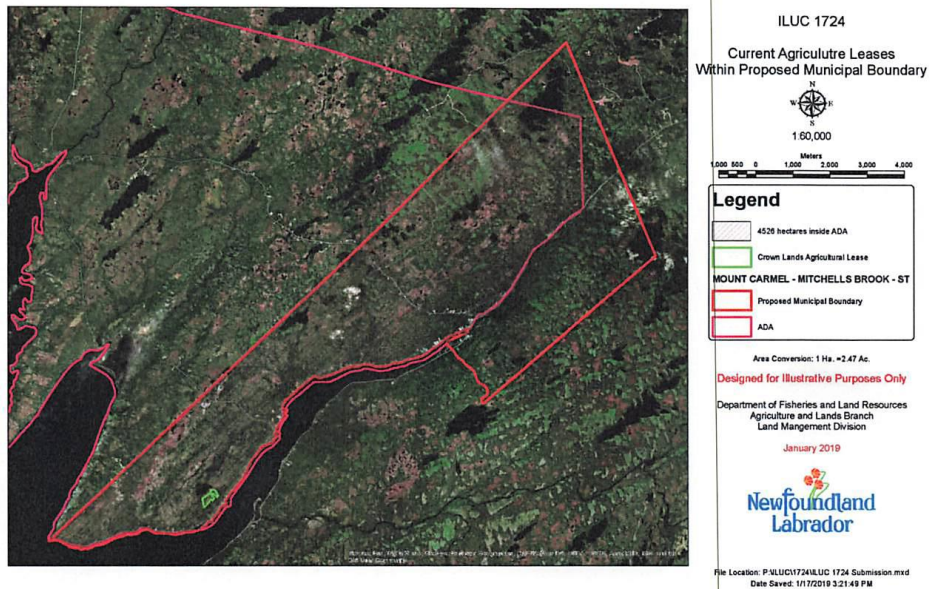 ILUC 1724
Current Agriculutre Leases
Within Proposed Municipal Boundary
N
W E
S
1:60,000
Meters
1,000 500 0 1,000 2,000 3,000 4,000
Legend
4526 hectares inside ADA
Crown Lands Agricultural Lease
MOUNT CARMEL - MITCHELLS BROOK - ST
Proposed Municipal Boundary
ADA
Area Conversion: 1 Ha. =2.47 Ac.
Designed for Illustrative Purposes Only
Department of Fisheries and Land Resources
Agriculture and Lands Branch
Land Mangement Division
January 2019
Newfoundland
Labrador
File Location: P:\ILUC\1724\ILUC 1724 Submission.mxd
Date Saved: 1/17/2019 3:21:49 PM